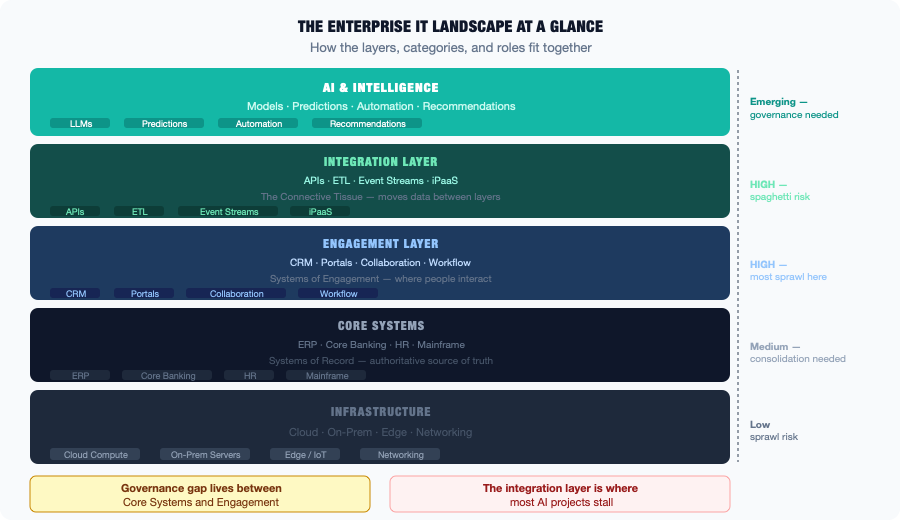 THE ENTERPRISE IT LANDSCAPE AT A GLANCE
How the layers, categories, and roles fit together
AI & INTELLIGENCE
Models · Predictions · Automation · Recommendations
LLMs Predictions Automation Recommendations
Emerging —
governance needed
INTEGRATION LAYER
APIs · ETL · Event Streams · iPaaS
The Connective Tissue — moves data between layers
APIs ETL Event Streams iPaaS
HIGH —
spaghetti risk
ENGAGEMENT LAYER
CRM · Portals · Collaboration · Workflow
Systems of Engagement — where people interact
CRM Portals Collaboration Workflow
HIGH —
most sprawl here
CORE SYSTEMS
ERP · Core Banking · HR · Mainframe
Systems of Record — authoritative source of truth
ERP Core Banking HR Mainframe
Medium —
consolidation needed
INFRASTRUCTURE
Cloud · On-Prem · Edge · Networking
Cloud Compute On-Prem Servers Edge / IoT Networking
Low
sprawl risk
Governance gap lives between
Core Systems and Engagement
The integration layer is where
most AI projects stall